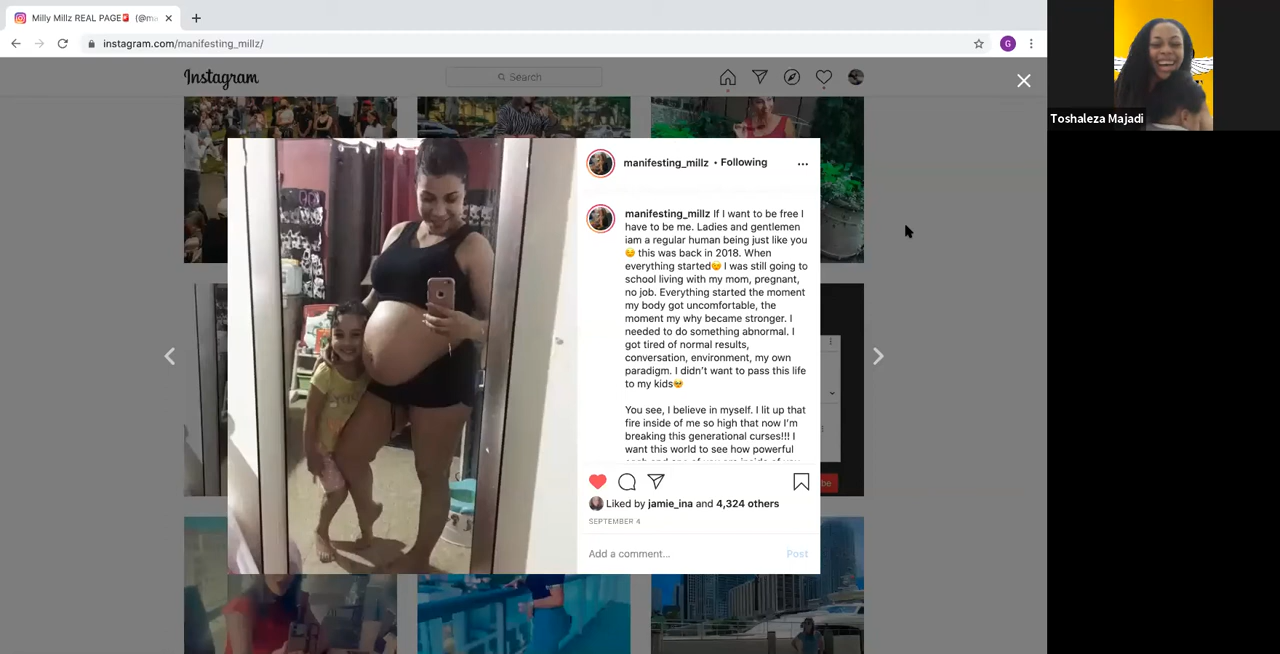 Milly Millz REAL PAGE🚨 (@ma
instagram.com/manifesting_millz/
G
Instagram
Search
Toshaleza Majadi
manifesting_millz • Following
manifesting_millz If I want to be free I
have to be me. Ladies and gentlemen
iam a regular human being just like you
😊 this was back in 2018. When
everything started😊 I was still going to
school living with my mom, pregnant,
no job. Everything started the moment
my body got uncomfortable, the
moment my why became stronger. I
needed to do something abnormal. I
got tired of normal results,
conversation, environment, my own
paradigm. I didn't want to pass this life
to my kids🥺
You see, I believe in myself. I lit up that
fire inside of me so high that now I'm
breaking this generational curses!!! I
want this world to see how powerful
Liked by jamie_ina and 4,324 others
SEPTEMBER 4
Add a comment...
Post